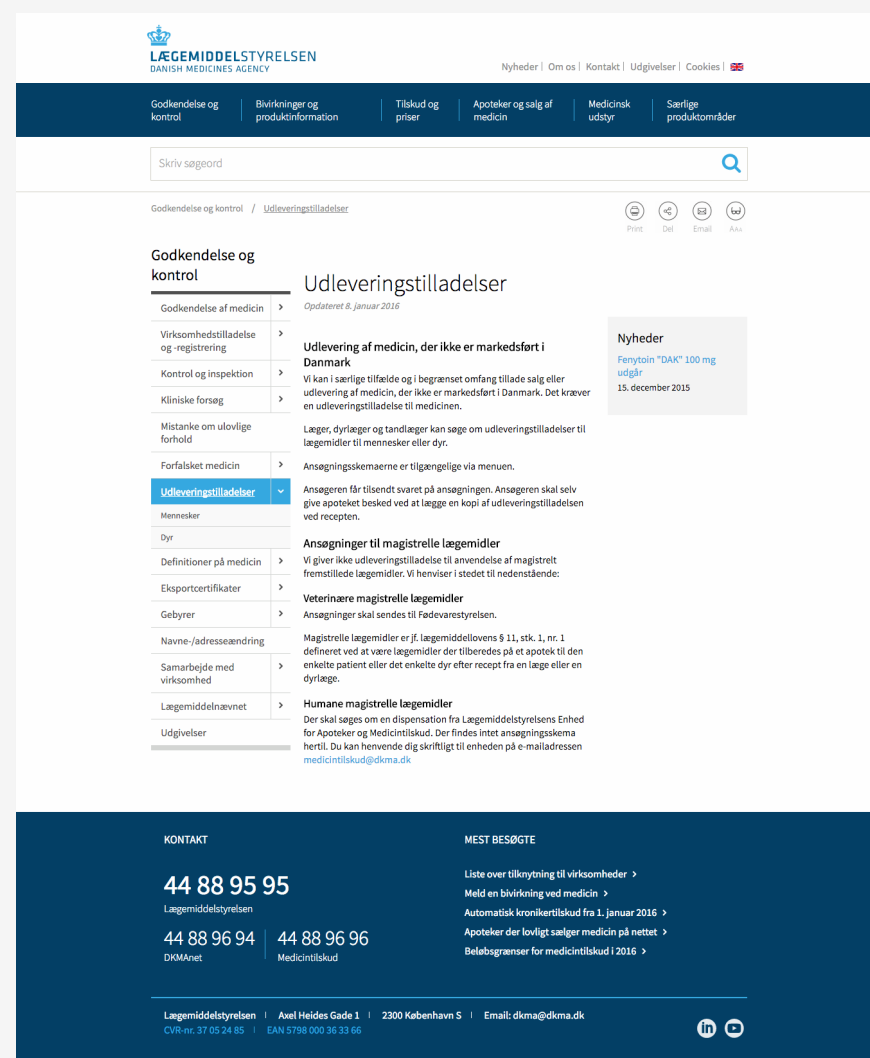 LÆGEMIDDELSTYRELSEN
DANISH MEDICINES AGENCY
Nyheder | Om os | Kontakt | Udgivelser | Cookies |
Godkendelse og
kontrol
Bivirkninger og
produktinformation
Tilskud og
priser
Apoteker og salg af
medicin
Medicinsk
udstyr
Særlige
produktområder
Skriv søgeord
Godkendelse og kontrol / Udleveringstilladelser
Print Del Email AAA
Godkendelse og
kontrol
Godkendelse af medicin
Virksomhedstilladelse
og -registrering
Kontrol og inspektion
Kliniske forsøg
Mistanke om ulovlige
forhold
Forfalsket medicin
Udleveringstilladelser
Mennesker
Dyr
Definitioner på medicin
Eksportcertifikater
Gebyrer
Navne-/adresseændring
Samarbejde med
virksomhed
Lægemiddelnævnet
Udgivelser
Udleveringstilladelser
Opdateret 8. januar 2016
Udlevering af medicin, der ikke er markedsført i
Danmark
Vi kan i særlige tilfælde og i begrænset omfang tillade salg eller
udlevering af medicin, der ikke er markedsført i Danmark. Det kræver
en udleveringstilladelse til medicinen.
Læger, dyrlæger og tandlæger kan søge om udleveringstilladelser til
lægemidler til mennesker eller dyr.
Ansøgningsskemaerne er tilgængelige via menuen.
Ansøgeren får tilsendt svaret på ansøgningen. Ansøgeren skal selv
give apoteket besked ved at lægge en kopi af udleveringstilladelsen
ved recepten.
Ansøgninger til magistrelle lægemidler
Vi giver ikke udleveringstilladelse til anvendelse af magistrelt
fremstillede lægemidler. Vi henviser i stedet til nedenstående:
Veterinære magistrelle lægemidler
Ansøgninger skal sendes til Fødevarestyrelsen.
Magistrelle lægemidler er jf. lægemiddellovens § 11, stk. 1, nr. 1
defineret ved at være lægemidler der tilberedes på et apotek til den
enkelte patient eller det enkelte dyr efter recept fra en læge eller en
dyrlæge.
Humane magistrelle lægemidler
Der skal søges om en dispensation fra Lægemiddelstyrelsens Enhed
for Apoteker og Medicintilskud. Der findes intet ansøgningsskema
hertil. Du kan henvende dig skriftligt til enheden på e-mailadressen
medicintilskud@dkma.dk
Nyheder
Fenytoin "DAK" 100 mg
udgår
15. december 2015
KONTAKT
44 88 95 95
Lægemiddelstyrelsen
44 88 96 94
DKMAnet
44 88 96 96
Medicintilskud
MEST BESØGTE
Liste over tilknytning til virksomheder
Meld en bivirkning ved medicin
Automatisk kronikertilskud fra 1. januar 2016
Apoteker der lovligt sælger medicin på nettet
Beløbsgrænser for medicintilskud i 2016
Lægemiddelstyrelsen | Axel Heides Gade 1 | 2300 København S | Email: dkma@dkma.dk
CVR-nr. 37 05 24 85 | EAN 5798 000 36 33 66
in